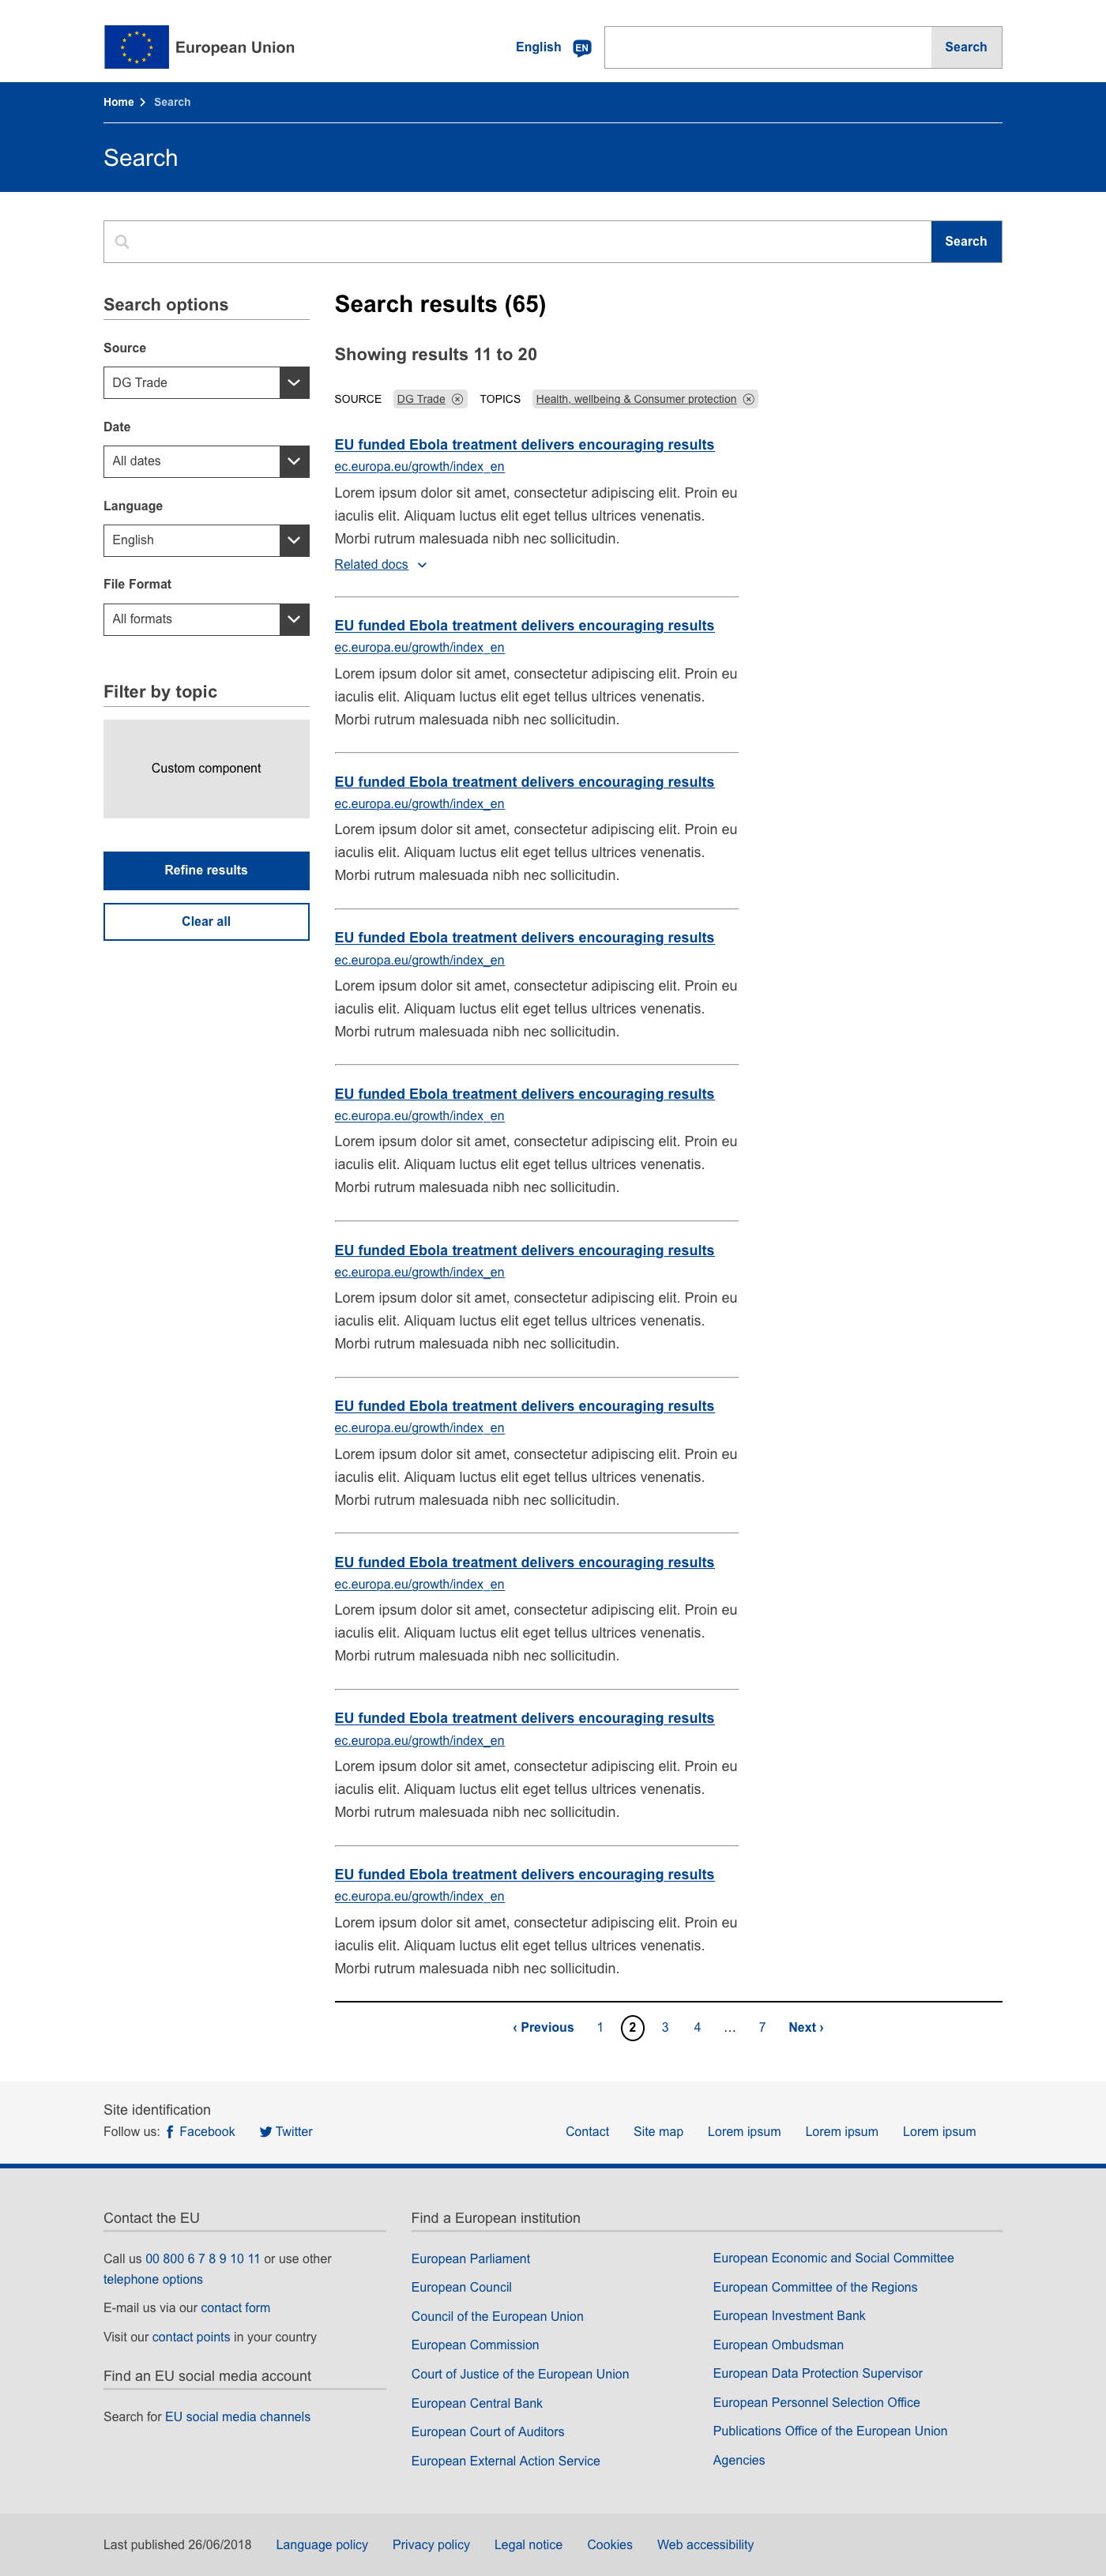 European Union
English EN
Search
Home Search
Search
Search
Search options
Source
DG Trade
Date
All dates
Language
English
File Format
All formats
Filter by topic
Custom component
Refine results
Clear all
Search results (65)
Showing results 11 to 20
SOURCE DG Trade TOPICS Health, wellbeing & Consumer protection
EU funded Ebola treatment delivers encouraging results
ec.europa.eu/growth/index_en
Lorem ipsum dolor sit amet, consectetur adipiscing elit. Proin eu
iaculis elit. Aliquam luctus elit eget tellus ultrices venenatis.
Morbi rutrum malesuada nibh nec sollicitudin.
Related docs
EU funded Ebola treatment delivers encouraging results
ec.europa.eu/growth/index_en
Lorem ipsum dolor sit amet, consectetur adipiscing elit. Proin eu
iaculis elit. Aliquam luctus elit eget tellus ultrices venenatis.
Morbi rutrum malesuada nibh nec sollicitudin.
EU funded Ebola treatment delivers encouraging results
ec.europa.eu/growth/index_en
Lorem ipsum dolor sit amet, consectetur adipiscing elit. Proin eu
iaculis elit. Aliquam luctus elit eget tellus ultrices venenatis.
Morbi rutrum malesuada nibh nec sollicitudin.
EU funded Ebola treatment delivers encouraging results
ec.europa.eu/growth/index_en
Lorem ipsum dolor sit amet, consectetur adipiscing elit. Proin eu
iaculis elit. Aliquam luctus elit eget tellus ultrices venenatis.
Morbi rutrum malesuada nibh nec sollicitudin.
EU funded Ebola treatment delivers encouraging results
ec.europa.eu/growth/index_en
Lorem ipsum dolor sit amet, consectetur adipiscing elit. Proin eu
iaculis elit. Aliquam luctus elit eget tellus ultrices venenatis.
Morbi rutrum malesuada nibh nec sollicitudin.
EU funded Ebola treatment delivers encouraging results
ec.europa.eu/growth/index_en
Lorem ipsum dolor sit amet, consectetur adipiscing elit. Proin eu
iaculis elit. Aliquam luctus elit eget tellus ultrices venenatis.
Morbi rutrum malesuada nibh nec sollicitudin.
EU funded Ebola treatment delivers encouraging results
ec.europa.eu/growth/index_en
Lorem ipsum dolor sit amet, consectetur adipiscing elit. Proin eu
iaculis elit. Aliquam luctus elit eget tellus ultrices venenatis.
Morbi rutrum malesuada nibh nec sollicitudin.
EU funded Ebola treatment delivers encouraging results
ec.europa.eu/growth/index_en
Lorem ipsum dolor sit amet, consectetur adipiscing elit. Proin eu
iaculis elit. Aliquam luctus elit eget tellus ultrices venenatis.
Morbi rutrum malesuada nibh nec sollicitudin.
EU funded Ebola treatment delivers encouraging results
ec.europa.eu/growth/index_en
Lorem ipsum dolor sit amet, consectetur adipiscing elit. Proin eu
iaculis elit. Aliquam luctus elit eget tellus ultrices venenatis.
Morbi rutrum malesuada nibh nec sollicitudin.
EU funded Ebola treatment delivers encouraging results
ec.europa.eu/growth/index_en
Lorem ipsum dolor sit amet, consectetur adipiscing elit. Proin eu
iaculis elit. Aliquam luctus elit eget tellus ultrices venenatis.
Morbi rutrum malesuada nibh nec sollicitudin.
‹ Previous 1 2 3 4 … 7 Next ›
Site identification
Follow us: Facebook Twitter
Contact Site map Lorem ipsum Lorem ipsum Lorem ipsum
Contact the EU
Call us 00 800 6 7 8 9 10 11 or use other
telephone options
E-mail us via our contact form
Visit our contact points in your country
Find an EU social media account
Search for EU social media channels
Find a European institution
European Parliament
European Council
Council of the European Union
European Commission
Court of Justice of the European Union
European Central Bank
European Court of Auditors
European External Action Service
European Economic and Social Committee
European Committee of the Regions
European Investment Bank
European Ombudsman
European Data Protection Supervisor
European Personnel Selection Office
Publications Office of the European Union
Agencies
Last published 26/06/2018 Language policy Privacy policy Legal notice Cookies Web accessibility